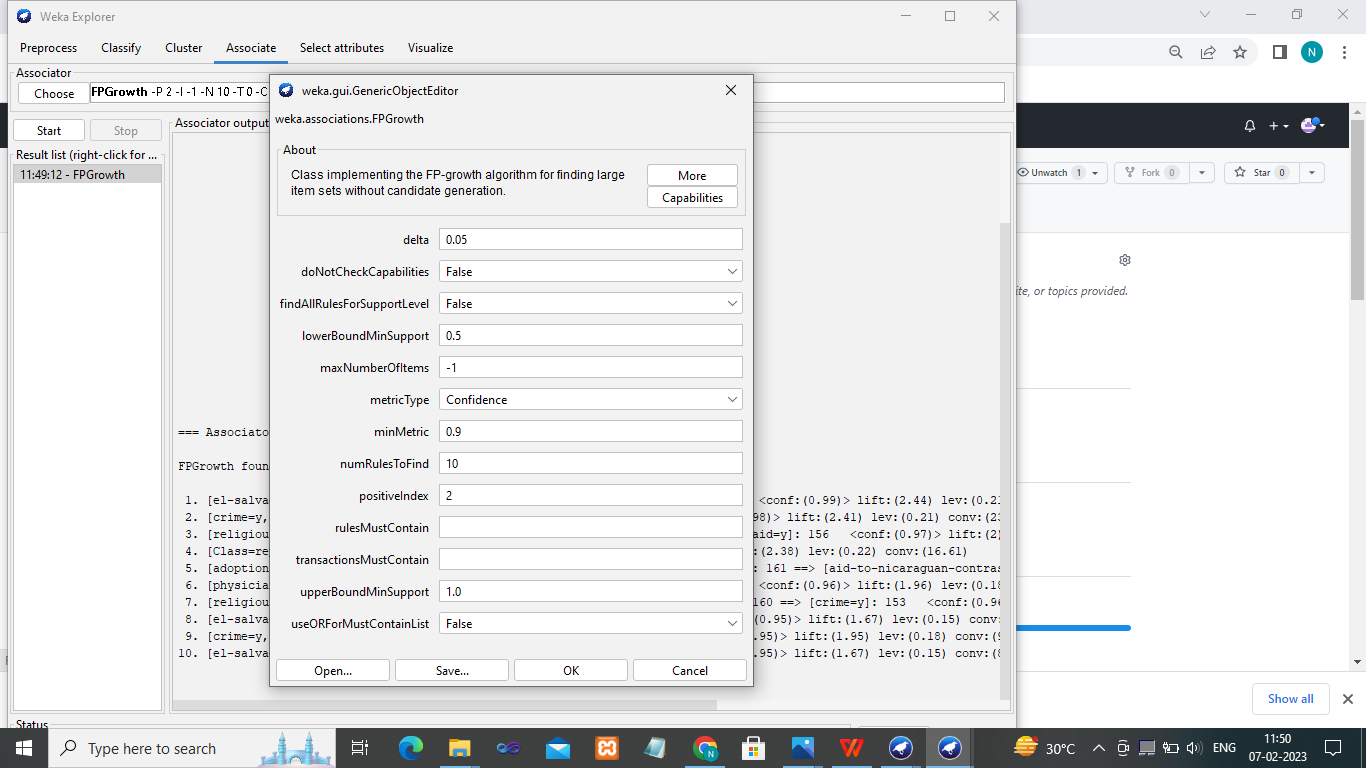 Weka Explorer
Preprocess Classify Cluster Associate Select attributes Visualize
Associator
Choose FPGrowth -P 2 -I -1 -N 10 -T 0 -C
Start Stop
Result list (right-click for ...
11:49:12 - FPGrowth
Associator output
=== Associato
FPGrowth foun
1. [el-salva <conf:(0.99)> lift:(2.44) lev:(0.21
2. [crime=y, 98)> lift:(2.41) lev:(0.21) conv:(23
3. [religiou aid=y]: 156 <conf:(0.97)> lift:(2
4. [Class=re (2.38) lev:(0.22) conv:(16.61)
5. [adoption : 161 ==> [aid-to-nicaraguan-contras
6. [physicia <conf:(0.96)> lift:(1.96) lev:(0.18
7. [religiou 160 ==> [crime=y]: 153 <conf:(0.96
8. [el-salva .95)> lift:(1.67) lev:(0.15) conv:(8
9. [crime=y, .95)> lift:(1.95) lev:(0.18) conv:(9
10. [el-salva .95)> lift:(1.67) lev:(0.15) conv:(8
Status
weka.gui.GenericObjectEditor
weka.associations.FPGrowth
About
Class implementing the FP-growth algorithm for finding large
item sets without candidate generation.
More
Capabilities
delta 0.05
doNotCheckCapabilities False
findAllRulesForSupportLevel False
lowerBoundMinSupport 0.5
maxNumberOfItems -1
metricType Confidence
minMetric 0.9
numRulesToFind 10
positiveIndex 2
rulesMustContain
transactionsMustContain
upperBoundMinSupport 1.0
useORForMustContainList False
Open... Save... OK Cancel
N
Unwatch 1 Fork 0 Star 0
ite, or topics provided.
Show all
Type here to search
N
30°C ENG 11:50
07-02-2023